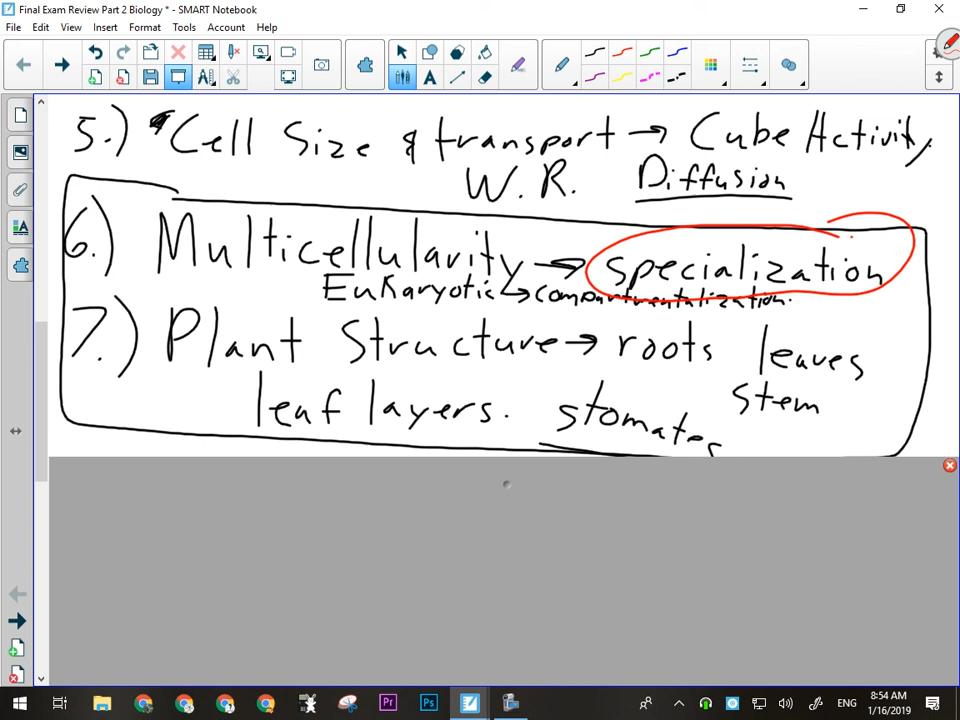 Final Exam Review Part 2 Biology * - SMART Notebook
File Edit View Insert Format Tools Account Help
5.) Cell Size & transport → Cube Activity
W.R. Diffusion
6.) Multicellularity → specialization
Eukaryotic → compartmentalization.
7.) Plant Structure → roots leaves
leaf layers. stomates stem
Pr Ps ENG 8:54 AM
1/16/2019